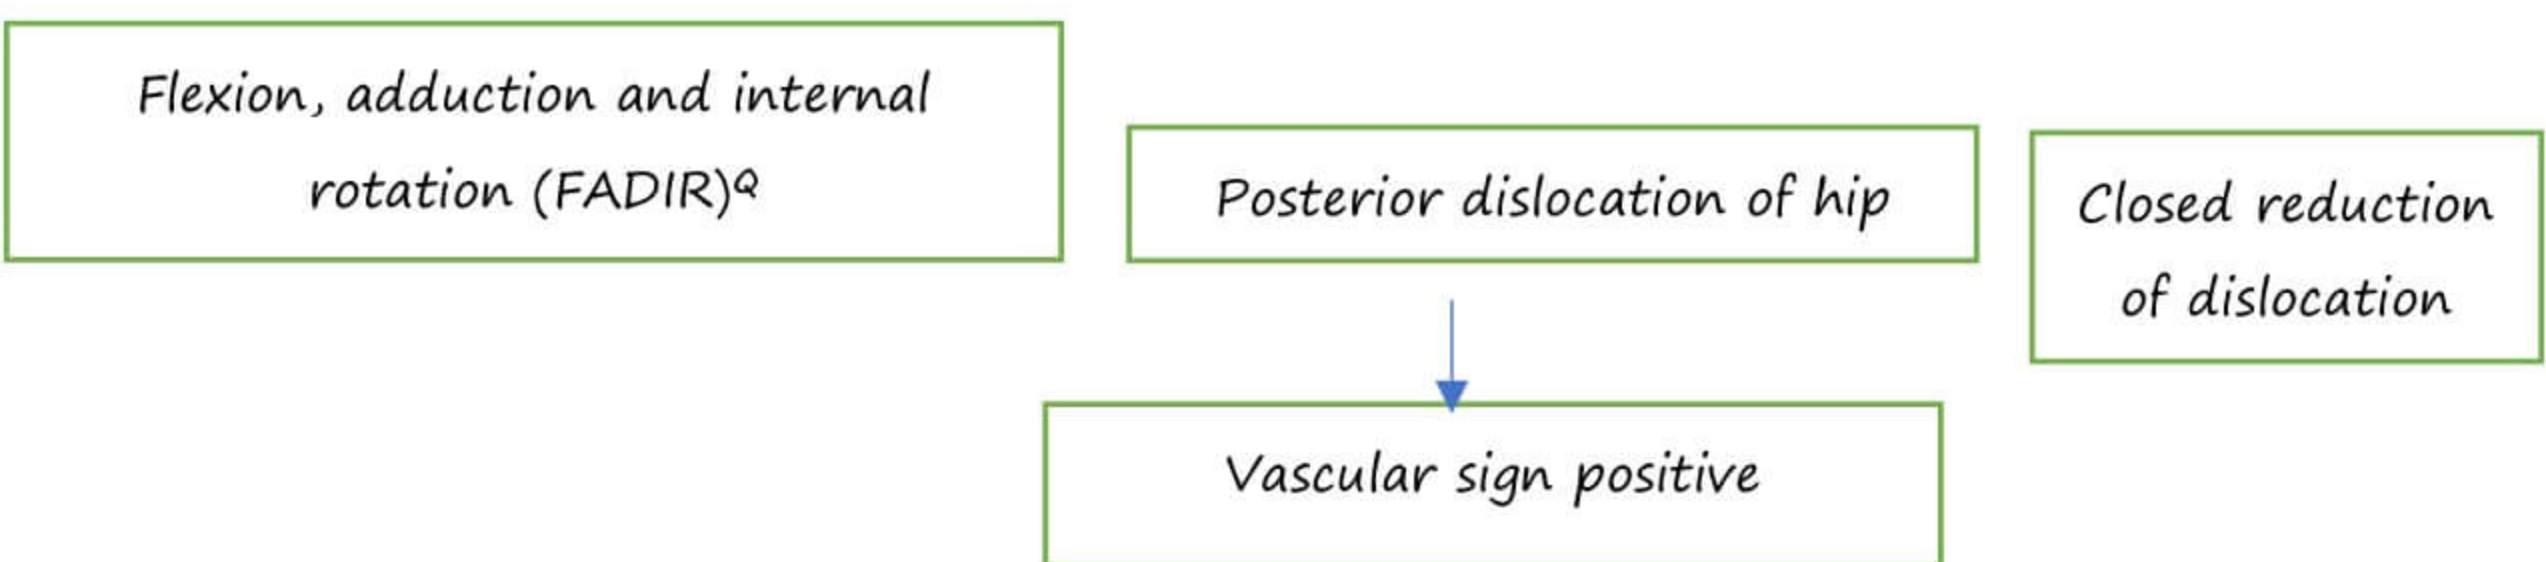 Flexion, adduction and internal
rotation (FADIR)Q
Posterior dislocation of hip
Closed reduction
of dislocation
Vascular sign positive